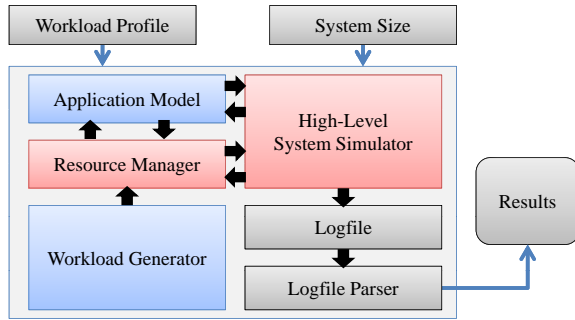 Workload Profile
System Size
Application Model
High-Level
System Simulator
Resource Manager
Results
Logfile
Workload Generator
Logfile Parser